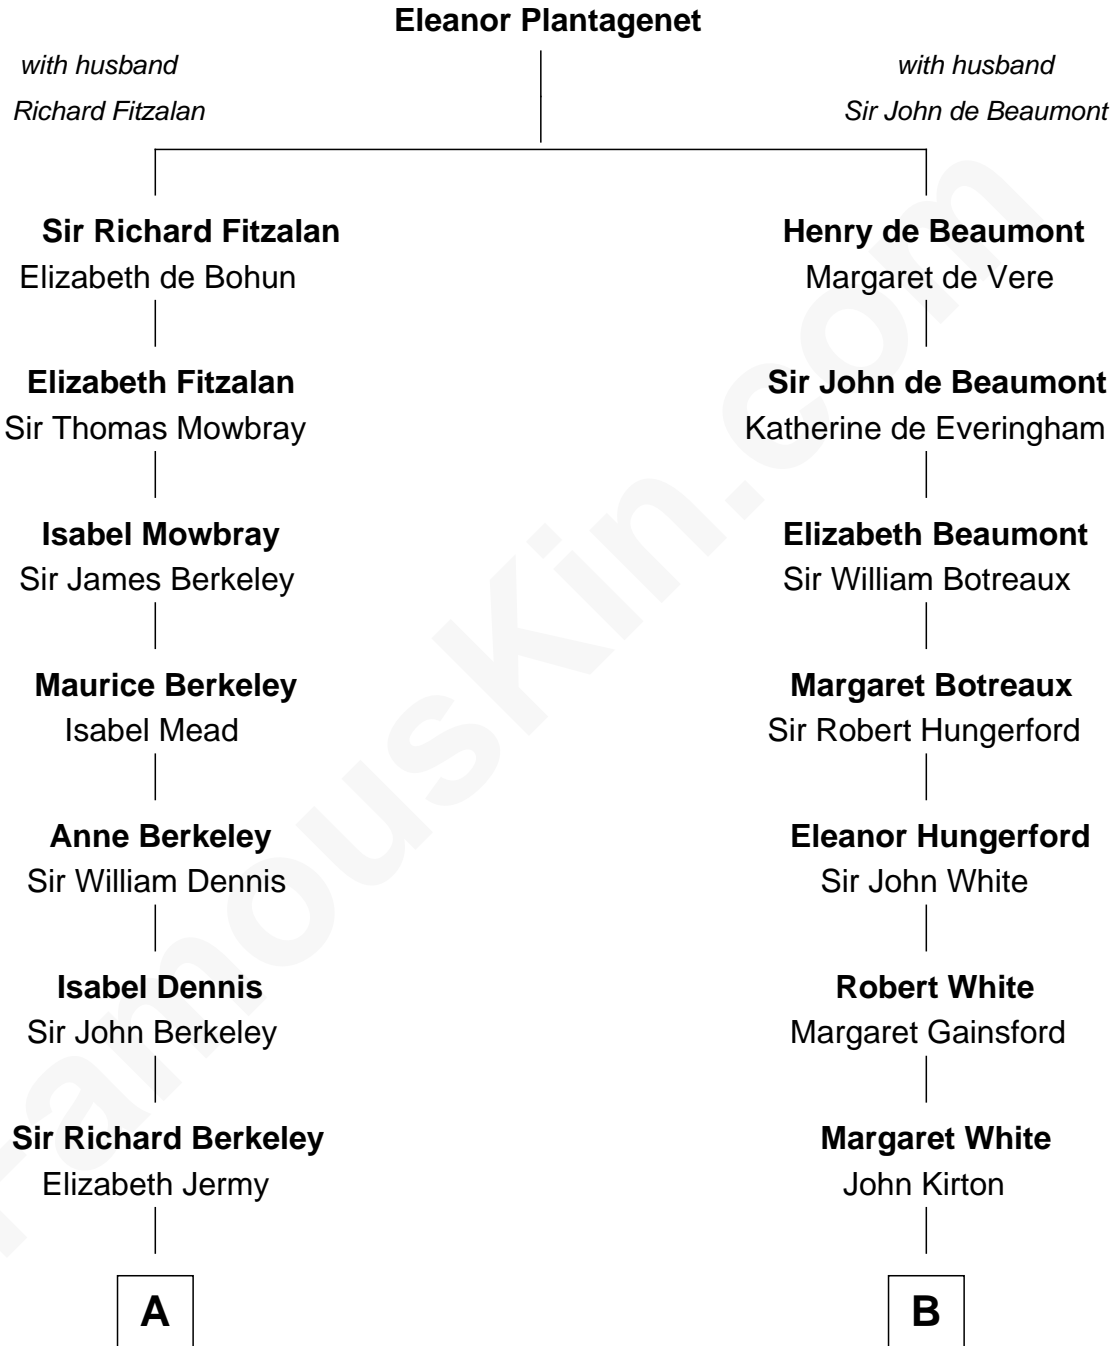 Eleanor Plantagenet
with husband
Richard Fitzalan
with husband
Sir John de Beaumont
Sir Richard Fitzalan
Elizabeth de Bohun
Henry de Beaumont
Margaret de Vere
Elizabeth Fitzalan
Sir Thomas Mowbray
Sir John de Beaumont
Katherine de Everingham
Isabel Mowbray
Sir James Berkeley
Elizabeth Beaumont
Sir William Botreaux
Maurice Berkeley
Isabel Mead
Margaret Botreaux
Sir Robert Hungerford
Anne Berkeley
Sir William Dennis
Eleanor Hungerford
Sir John White
Isabel Dennis
Sir John Berkeley
Robert White
Margaret Gainsford
Sir Richard Berkeley
Elizabeth Jermy
Margaret White
John Kirton
A
B
FamousKin.com